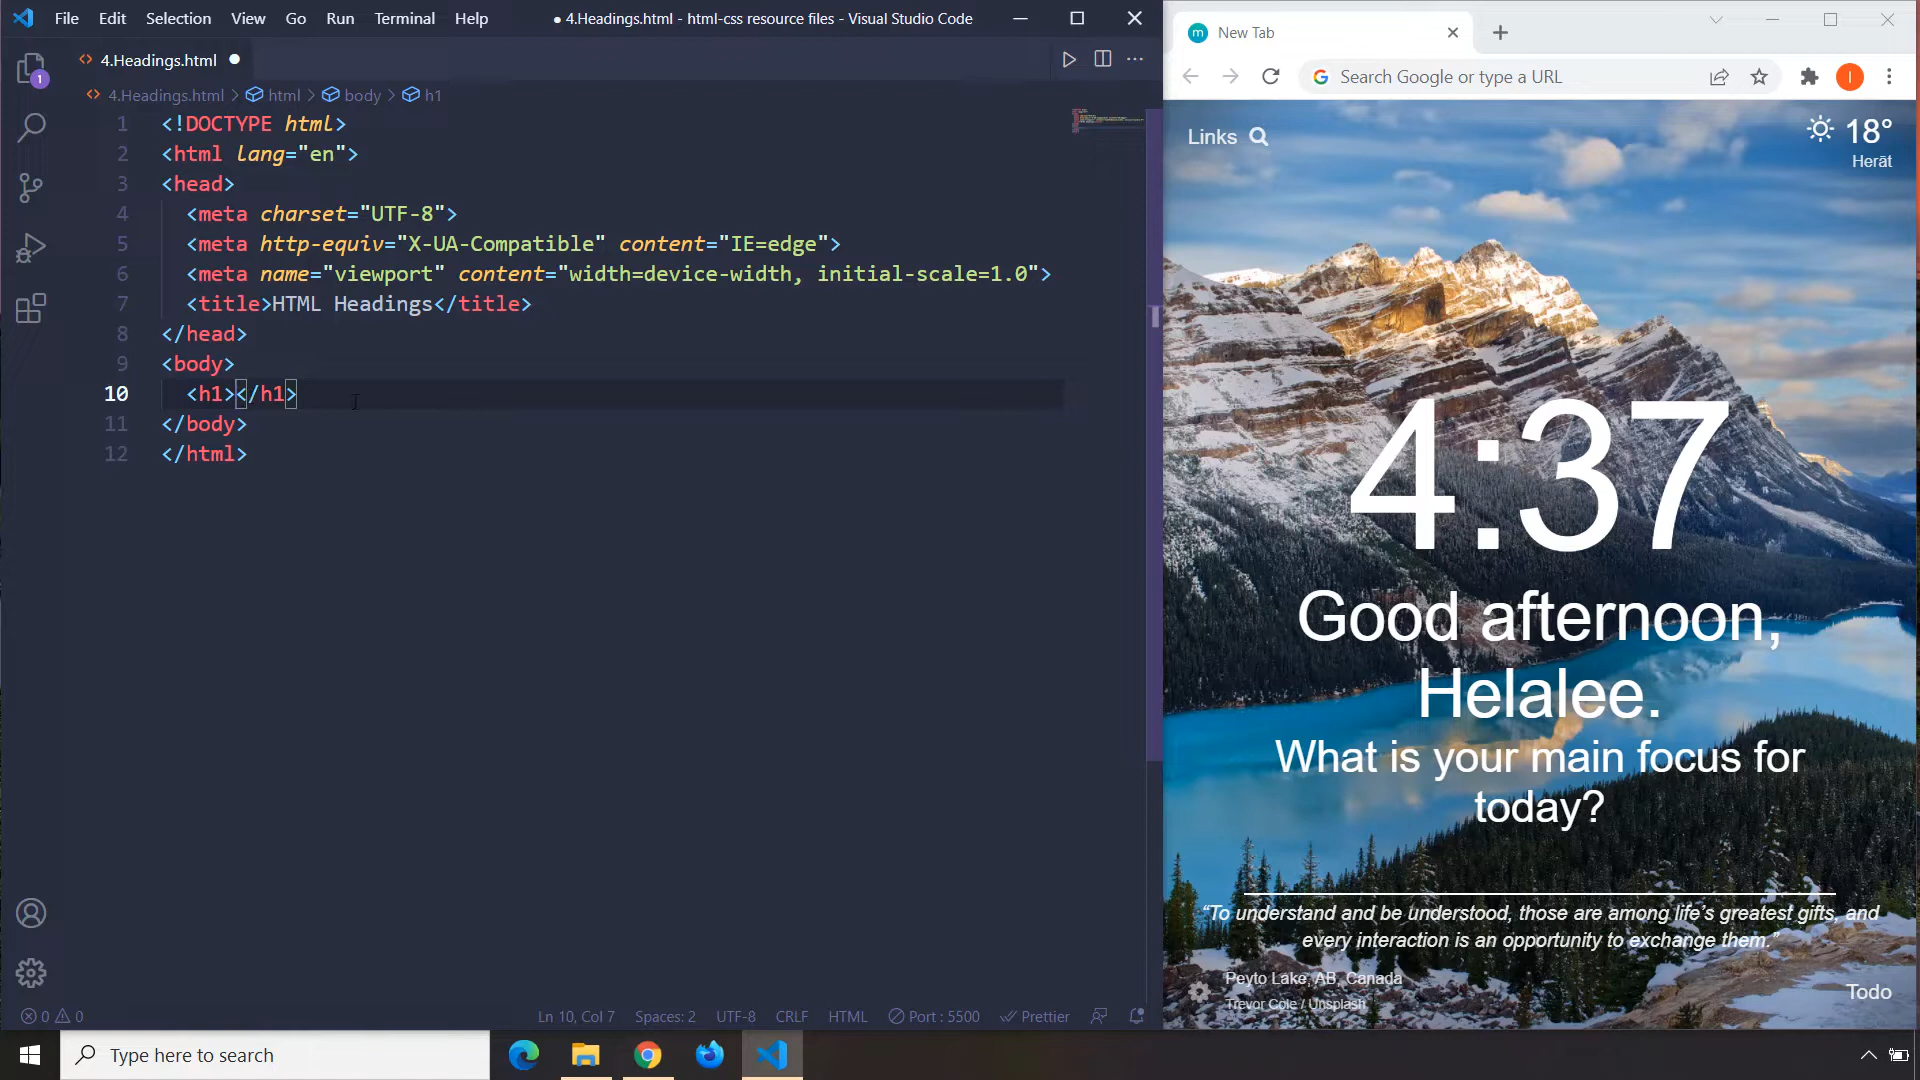 File Edit Selection View Go Run Terminal Help ● 4.Headings.html - html-css resource files - Visual Studio Code
4.Headings.html
4.Headings.html > html > body > h1
1 <!DOCTYPE html>
2 <html lang="en">
3 <head>
4 <meta charset="UTF-8">
5 <meta http-equiv="X-UA-Compatible" content="IE=edge">
6 <meta name="viewport" content="width=device-width, initial-scale=1.0">
7 <title>HTML Headings</title>
8 </head>
9 <body>
10 <h1></h1>
11 </body>
12 </html>
1
0 0
Ln 10, Col 7 Spaces: 2 UTF-8 CRLF HTML Port : 5500 Prettier
New Tab
Search Google or type a URL
I
Links
18°
Herāt
4:37
Good afternoon,
Helalee.
What is your main focus for
today?
“To understand and be understood, those are among life’s greatest gifts, and
every interaction is an opportunity to exchange them.”
Peyto Lake, AB, Canada
Trevor Cole / Unsplash
Todo
Type here to search